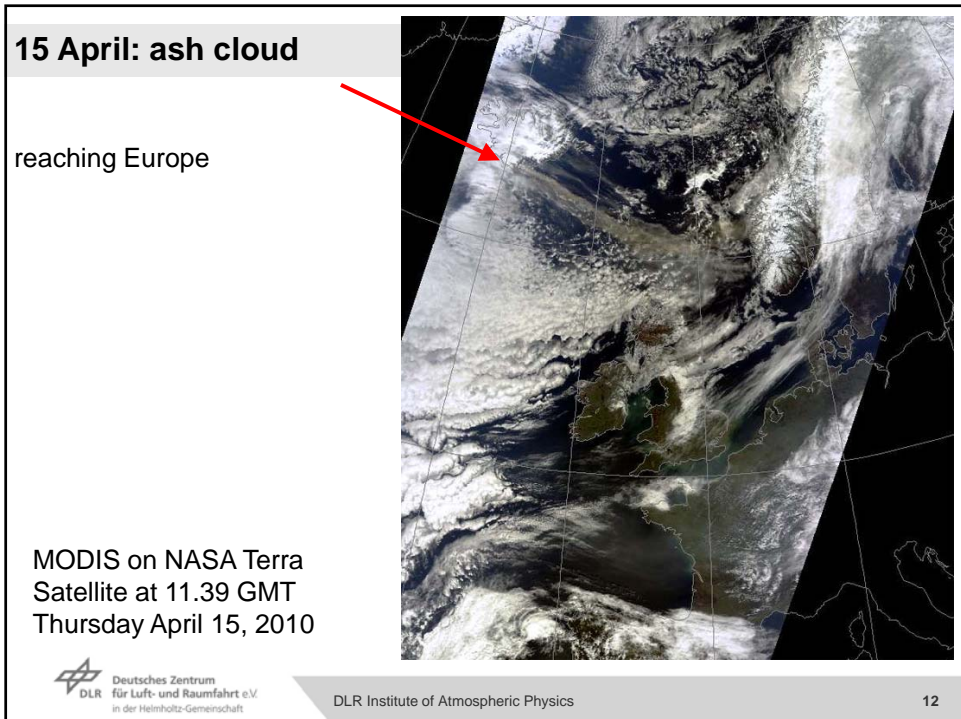 15 April: ash cloud
reaching Europe
MODIS on NASA Terra
Satellite at 11.39 GMT
Thursday April 15, 2010
DLR
Deutsches Zentrum
für Luft- und Raumfahrt e.V.
in der Helmholtz-Gemeinschaft
DLR Institute of Atmospheric Physics
12